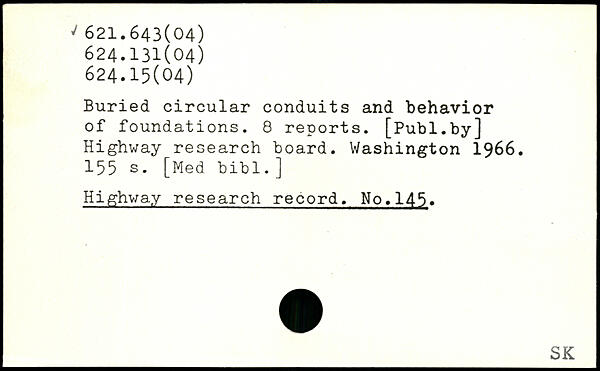 ✓ 621.643(04)
624.131(04)
624.15(04)
Buried circular conduits and behavior
of foundations. 8 reports. [Publ.by]
Highway research board. Washington 1966.
155 s. [Med bibl.]
Highway research record. No.145.
SK